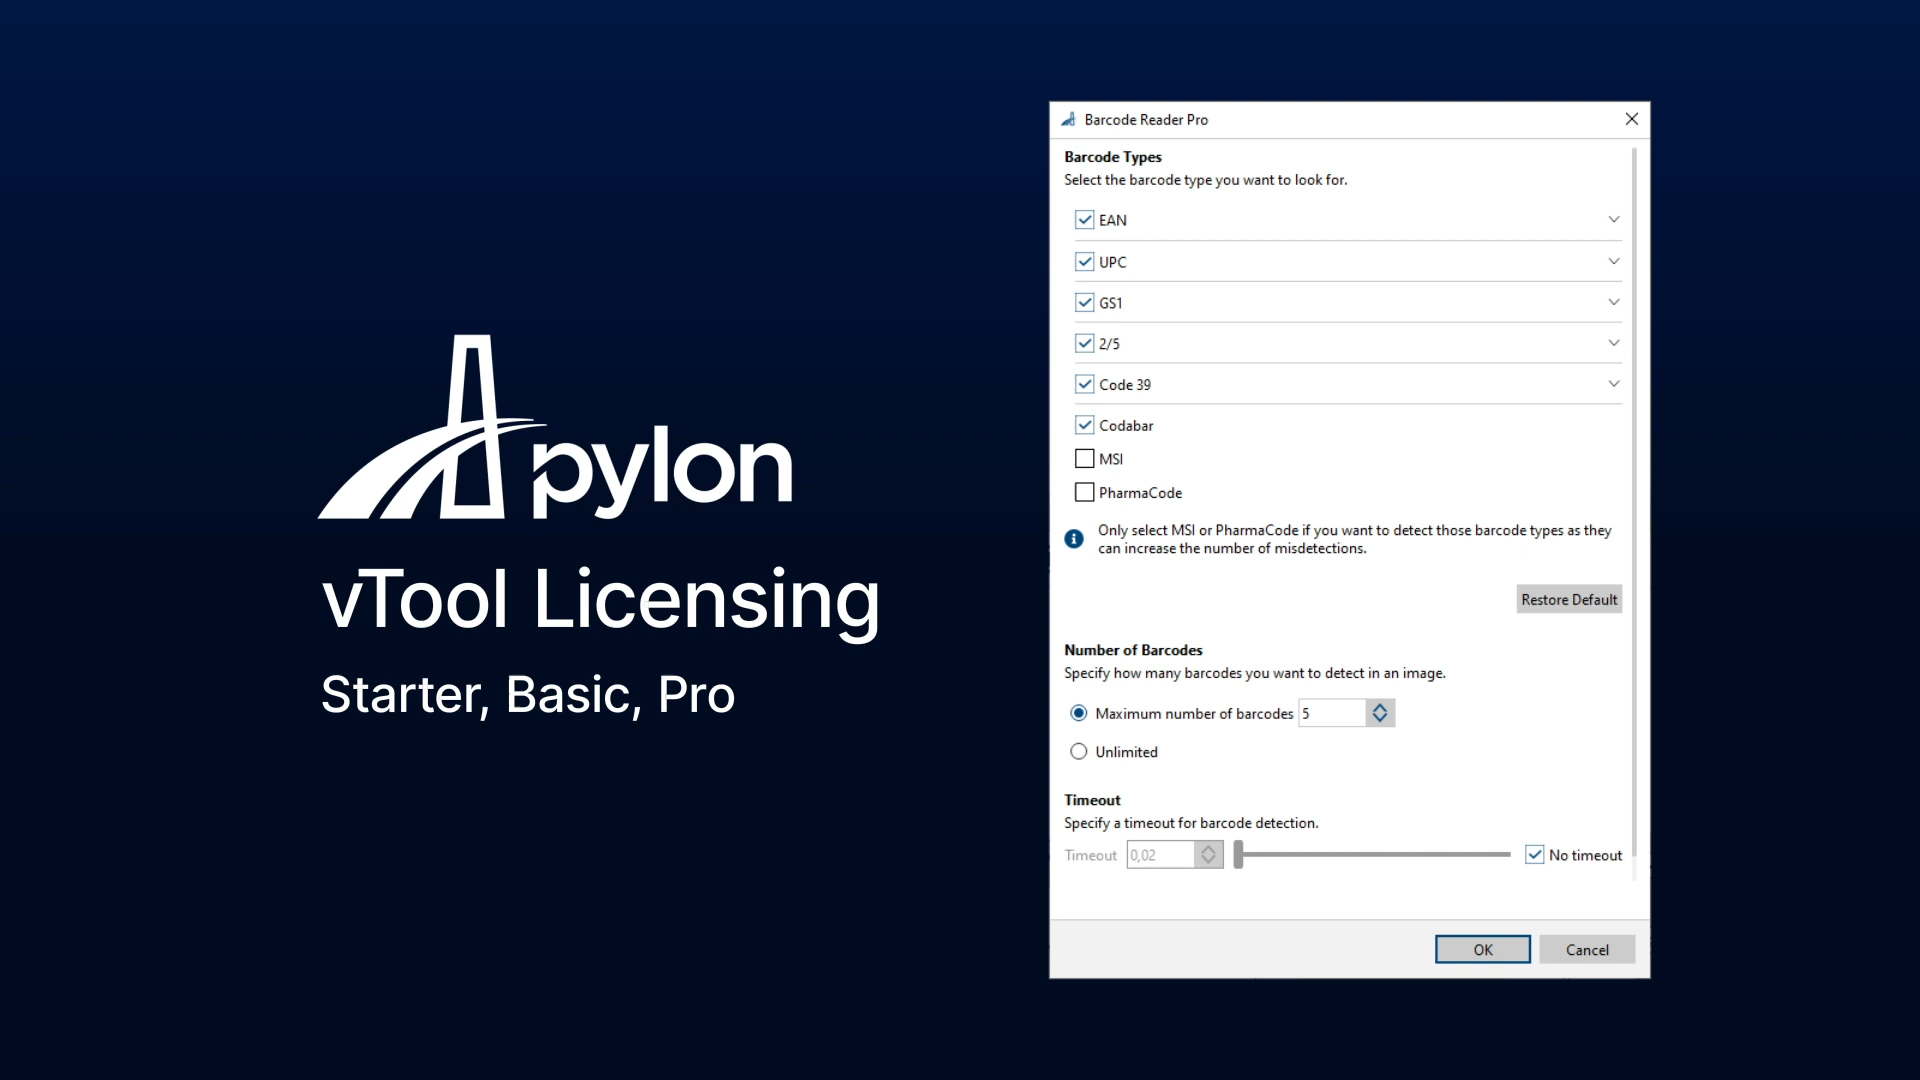 pylon
vTool Licensing
Starter, Basic, Pro
Barcode Reader Pro
Barcode Types
Select the barcode type you want to look for.
EAN
UPC
GS1
2/5
Code 39
Codabar
MSI
PharmaCode
Only select MSI or PharmaCode if you want to detect those barcode types as they
can increase the number of misdetections.
Restore Default
Number of Barcodes
Specify how many barcodes you want to detect in an image.
Maximum number of barcodes 5
Unlimited
Timeout
Specify a timeout for barcode detection.
Timeout 0,02 No timeout
OK Cancel